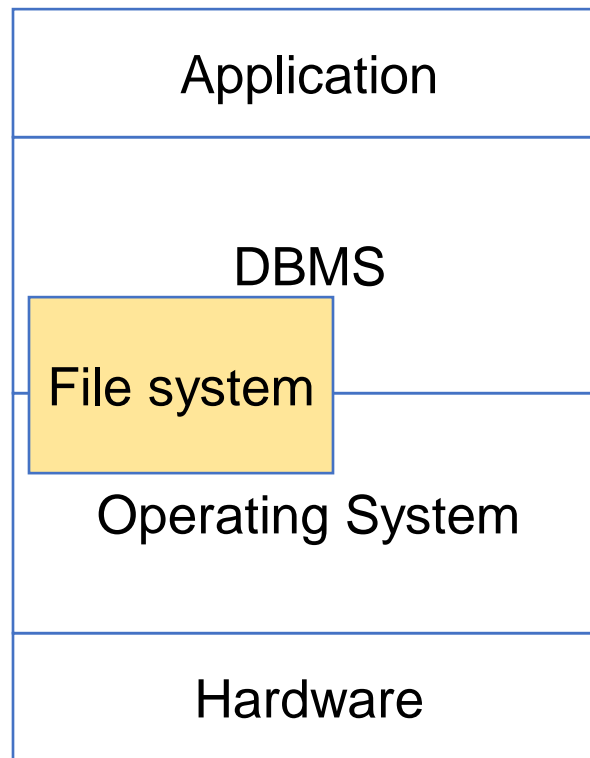 Application
DBMS
File system
Operating System
Hardware